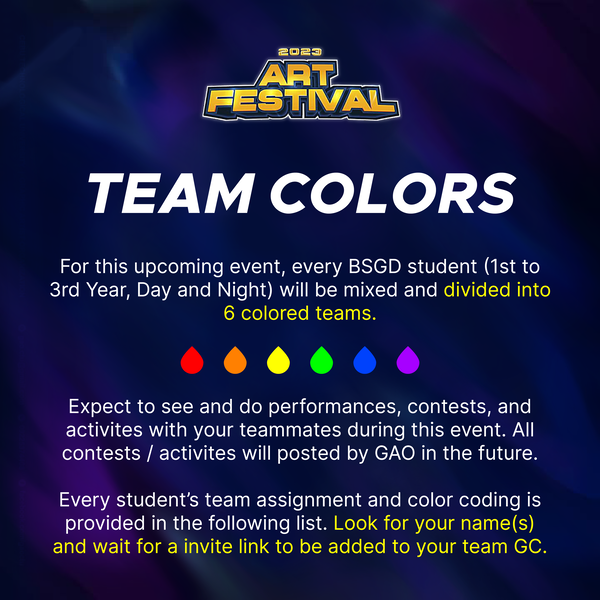 2023
ART
FESTIVAL
TEAM COLORS
For this upcoming event, every BSGD student (1st to
3rd Year, Day and Night) will be mixed and divided into
6 colored teams.
Expect to see and do performances, contests, and
activites with your teammates during this event. All
contests / activites will posted by GAO in the future.
Every student's team assignment and color coding is
provided in the following list. Look for your name(s)
and wait for a invite link to be added to your team GC.